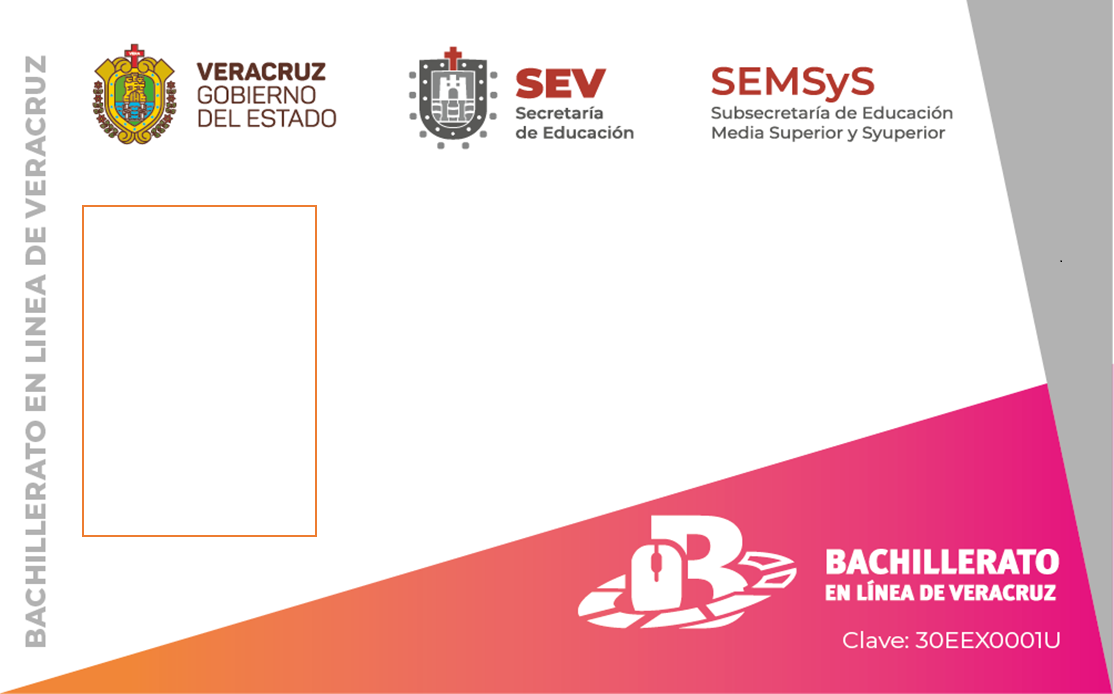 BACHILLERATO EN LINEA DE VERACRUZ
VERACRUZ
GOBIERNO
DEL ESTADO
SEV
Secretaría
de Educación
SEMSyS
Subsecretaría de Educación
Media Superior y Syuperior
B
BACHILLERATO
EN LÍNEA DE VERACRUZ
Clave: 30EEX0001U